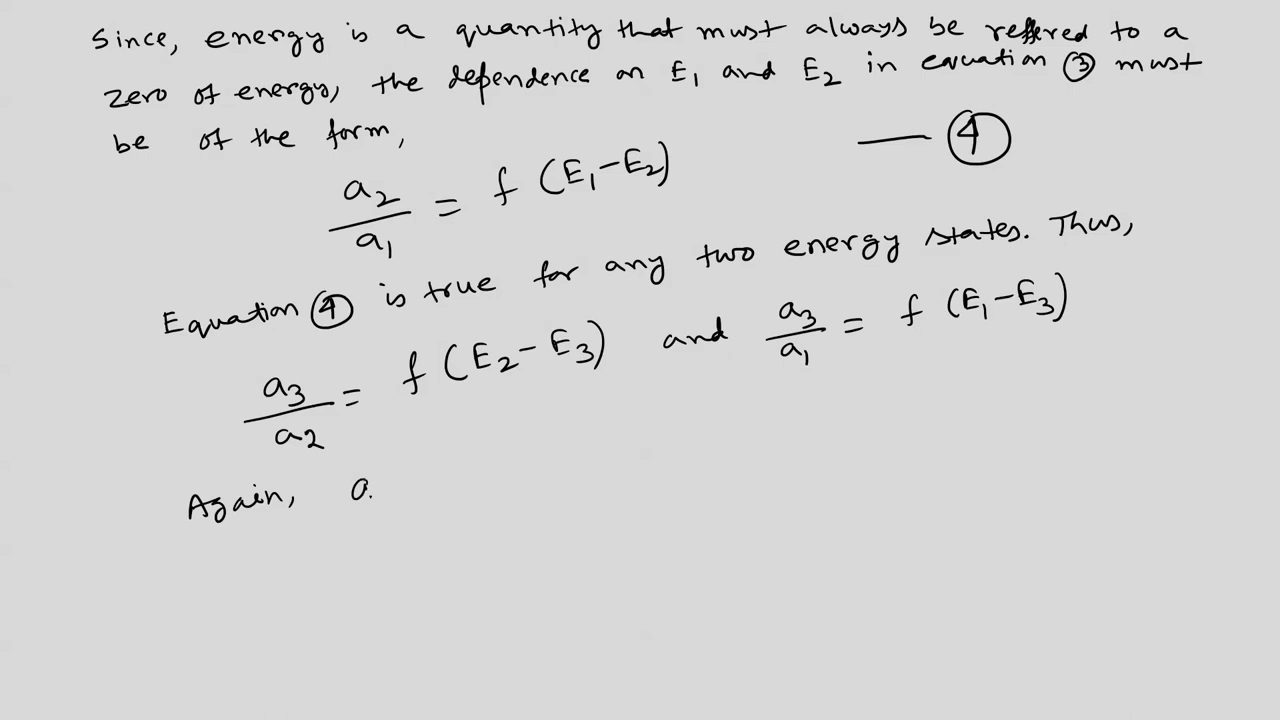 Since, energy is a quantity that must always be reffered to a
zero of energy, the dependence on E₁ and E₂ in equation ③ must
be of the form,
a₂/a₁ = f (E₁-E₂) — ④
Equation ④ is true for any two energy states. Thus,
a₃/a₂ = f (E₂-E₃) and a₃/a₁ = f (E₁-E₃)
Again, a